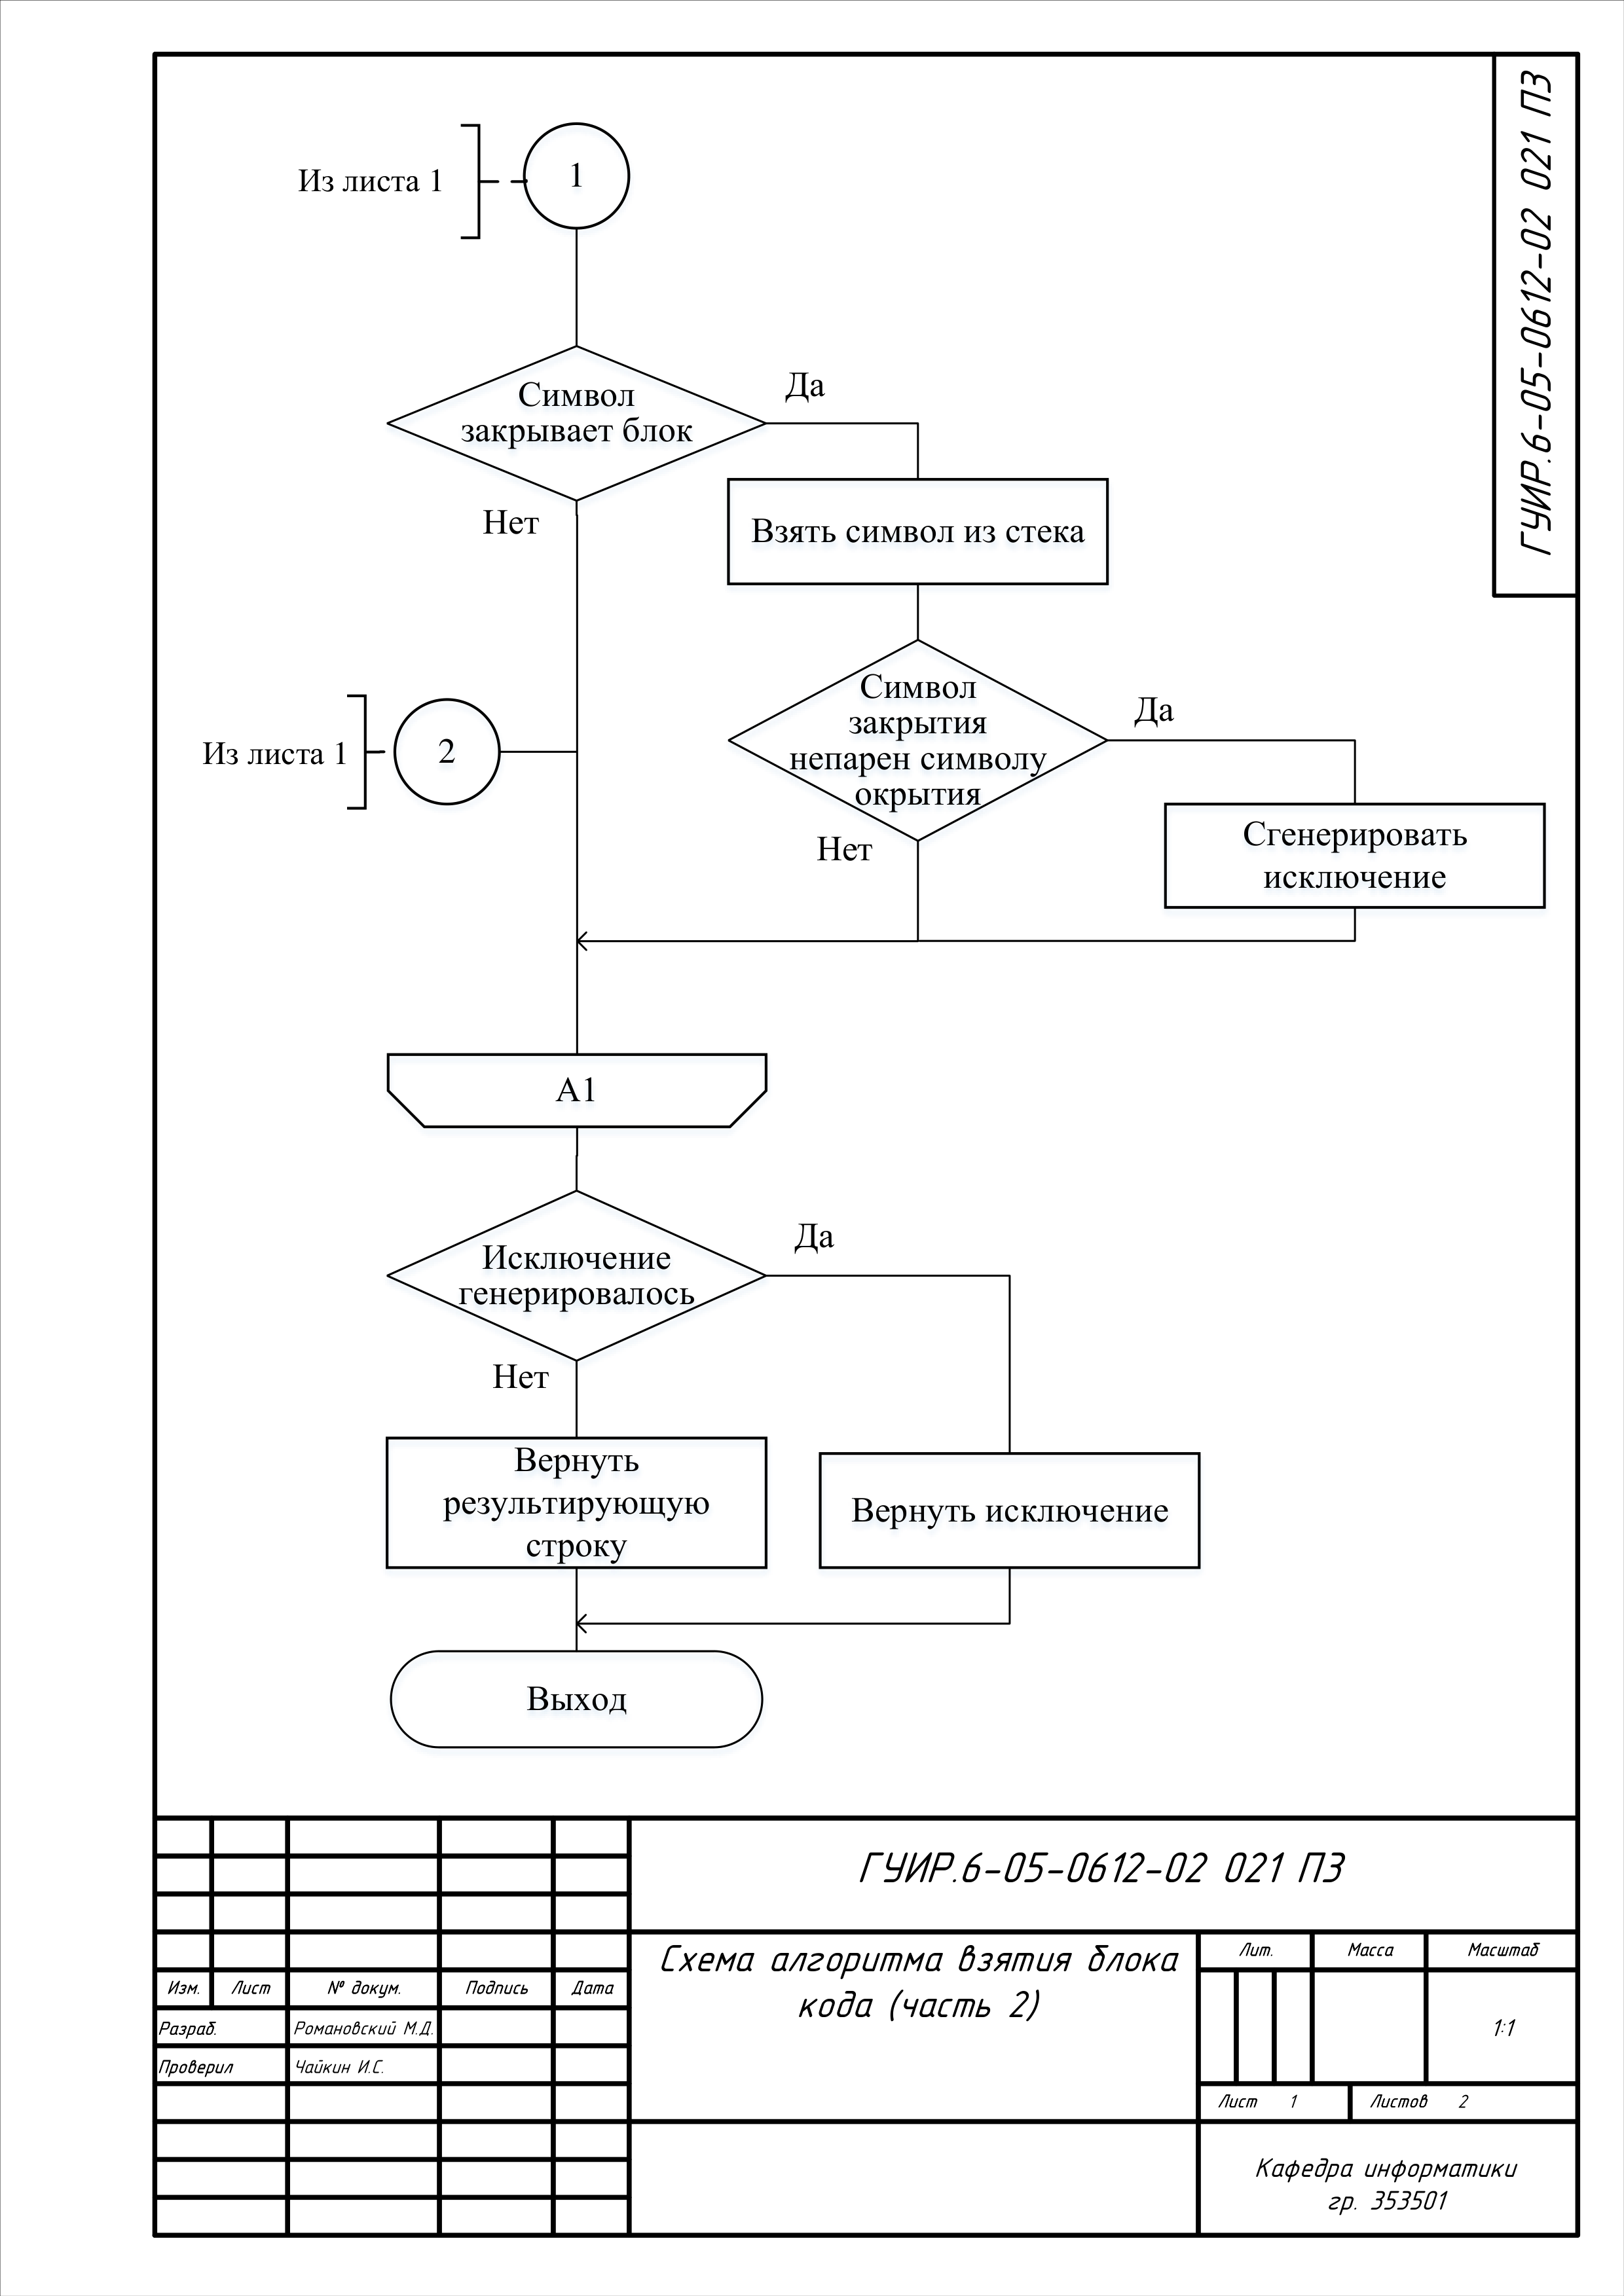 ГУИР.6-05-0612-02 021 ПЗ
Из листа 1
1
Символ
закрывает блок
Да
Нет
Взять символ из стека
Символ
закрытия
непарен символу
окрытия
Да
Нет
Из листа 1
2
Сгенерировать
исключение
А1
Исключение
генерировалось
Да
Нет
Вернуть
результирующую
строку
Вернуть исключение
Выход
ГУИР.6-05-0612-02 021 ПЗ
Схема алгоритма взятия блока
кода (часть 2)
Лит. Масса Масштаб
1:1
Изм. Лист № докум. Подпись Дата
Разраб. Романовский М.Д.
Проверил Чайкин И.С.
Лист 1 Листов 2
Кафедра информатики
гр. 353501